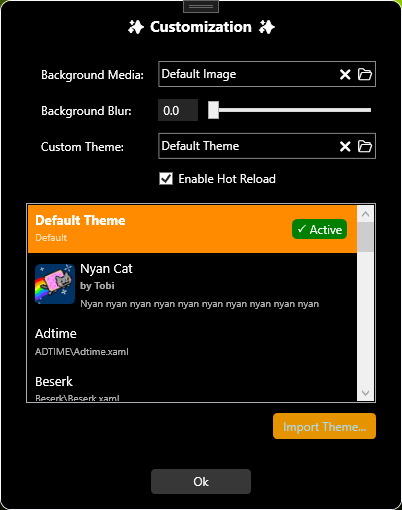 ✨ Customization ✨
Background Media: Default Image
Background Blur: 0.0
Custom Theme: Default Theme
Enable Hot Reload
Default Theme
Default
✓ Active
Nyan Cat
by Tobi
Nyan nyan nyan nyan nyan nyan nyan nyan nyan nyan
Adtime
ADTIME\Adtime.xaml
Beserk
Beserk\Beserk.xaml
Import Theme...
Ok